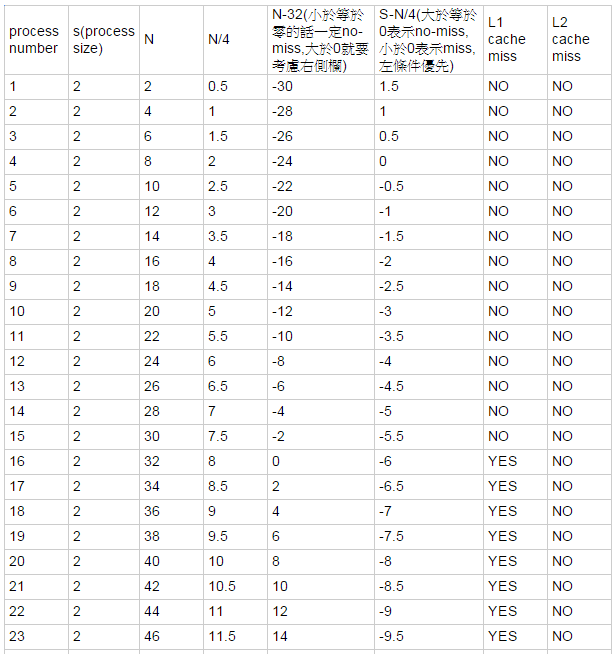 process number | s(process size) | N | N/4 | N-32(小於等於零的話一定no-miss,大於0就要考慮右側欄) | S-N/4(大於等於0表示no-miss,小於0表示miss,左條件優先) | L1 cache miss | L2 cache miss
1 | 2 | 2 | 0.5 | -30 | 1.5 | NO | NO
2 | 2 | 4 | 1 | -28 | 1 | NO | NO
3 | 2 | 6 | 1.5 | -26 | 0.5 | NO | NO
4 | 2 | 8 | 2 | -24 | 0 | NO | NO
5 | 2 | 10 | 2.5 | -22 | -0.5 | NO | NO
6 | 2 | 12 | 3 | -20 | -1 | NO | NO
7 | 2 | 14 | 3.5 | -18 | -1.5 | NO | NO
8 | 2 | 16 | 4 | -16 | -2 | NO | NO
9 | 2 | 18 | 4.5 | -14 | -2.5 | NO | NO
10 | 2 | 20 | 5 | -12 | -3 | NO | NO
11 | 2 | 22 | 5.5 | -10 | -3.5 | NO | NO
12 | 2 | 24 | 6 | -8 | -4 | NO | NO
13 | 2 | 26 | 6.5 | -6 | -4.5 | NO | NO
14 | 2 | 28 | 7 | -4 | -5 | NO | NO
15 | 2 | 30 | 7.5 | -2 | -5.5 | NO | NO
16 | 2 | 32 | 8 | 0 | -6 | YES | NO
17 | 2 | 34 | 8.5 | 2 | -6.5 | YES | NO
18 | 2 | 36 | 9 | 4 | -7 | YES | NO
19 | 2 | 38 | 9.5 | 6 | -7.5 | YES | NO
20 | 2 | 40 | 10 | 8 | -8 | YES | NO
21 | 2 | 42 | 10.5 | 10 | -8.5 | YES | NO
22 | 2 | 44 | 11 | 12 | -9 | YES | NO
23 | 2 | 46 | 11.5 | 14 | -9.5 | YES | NO